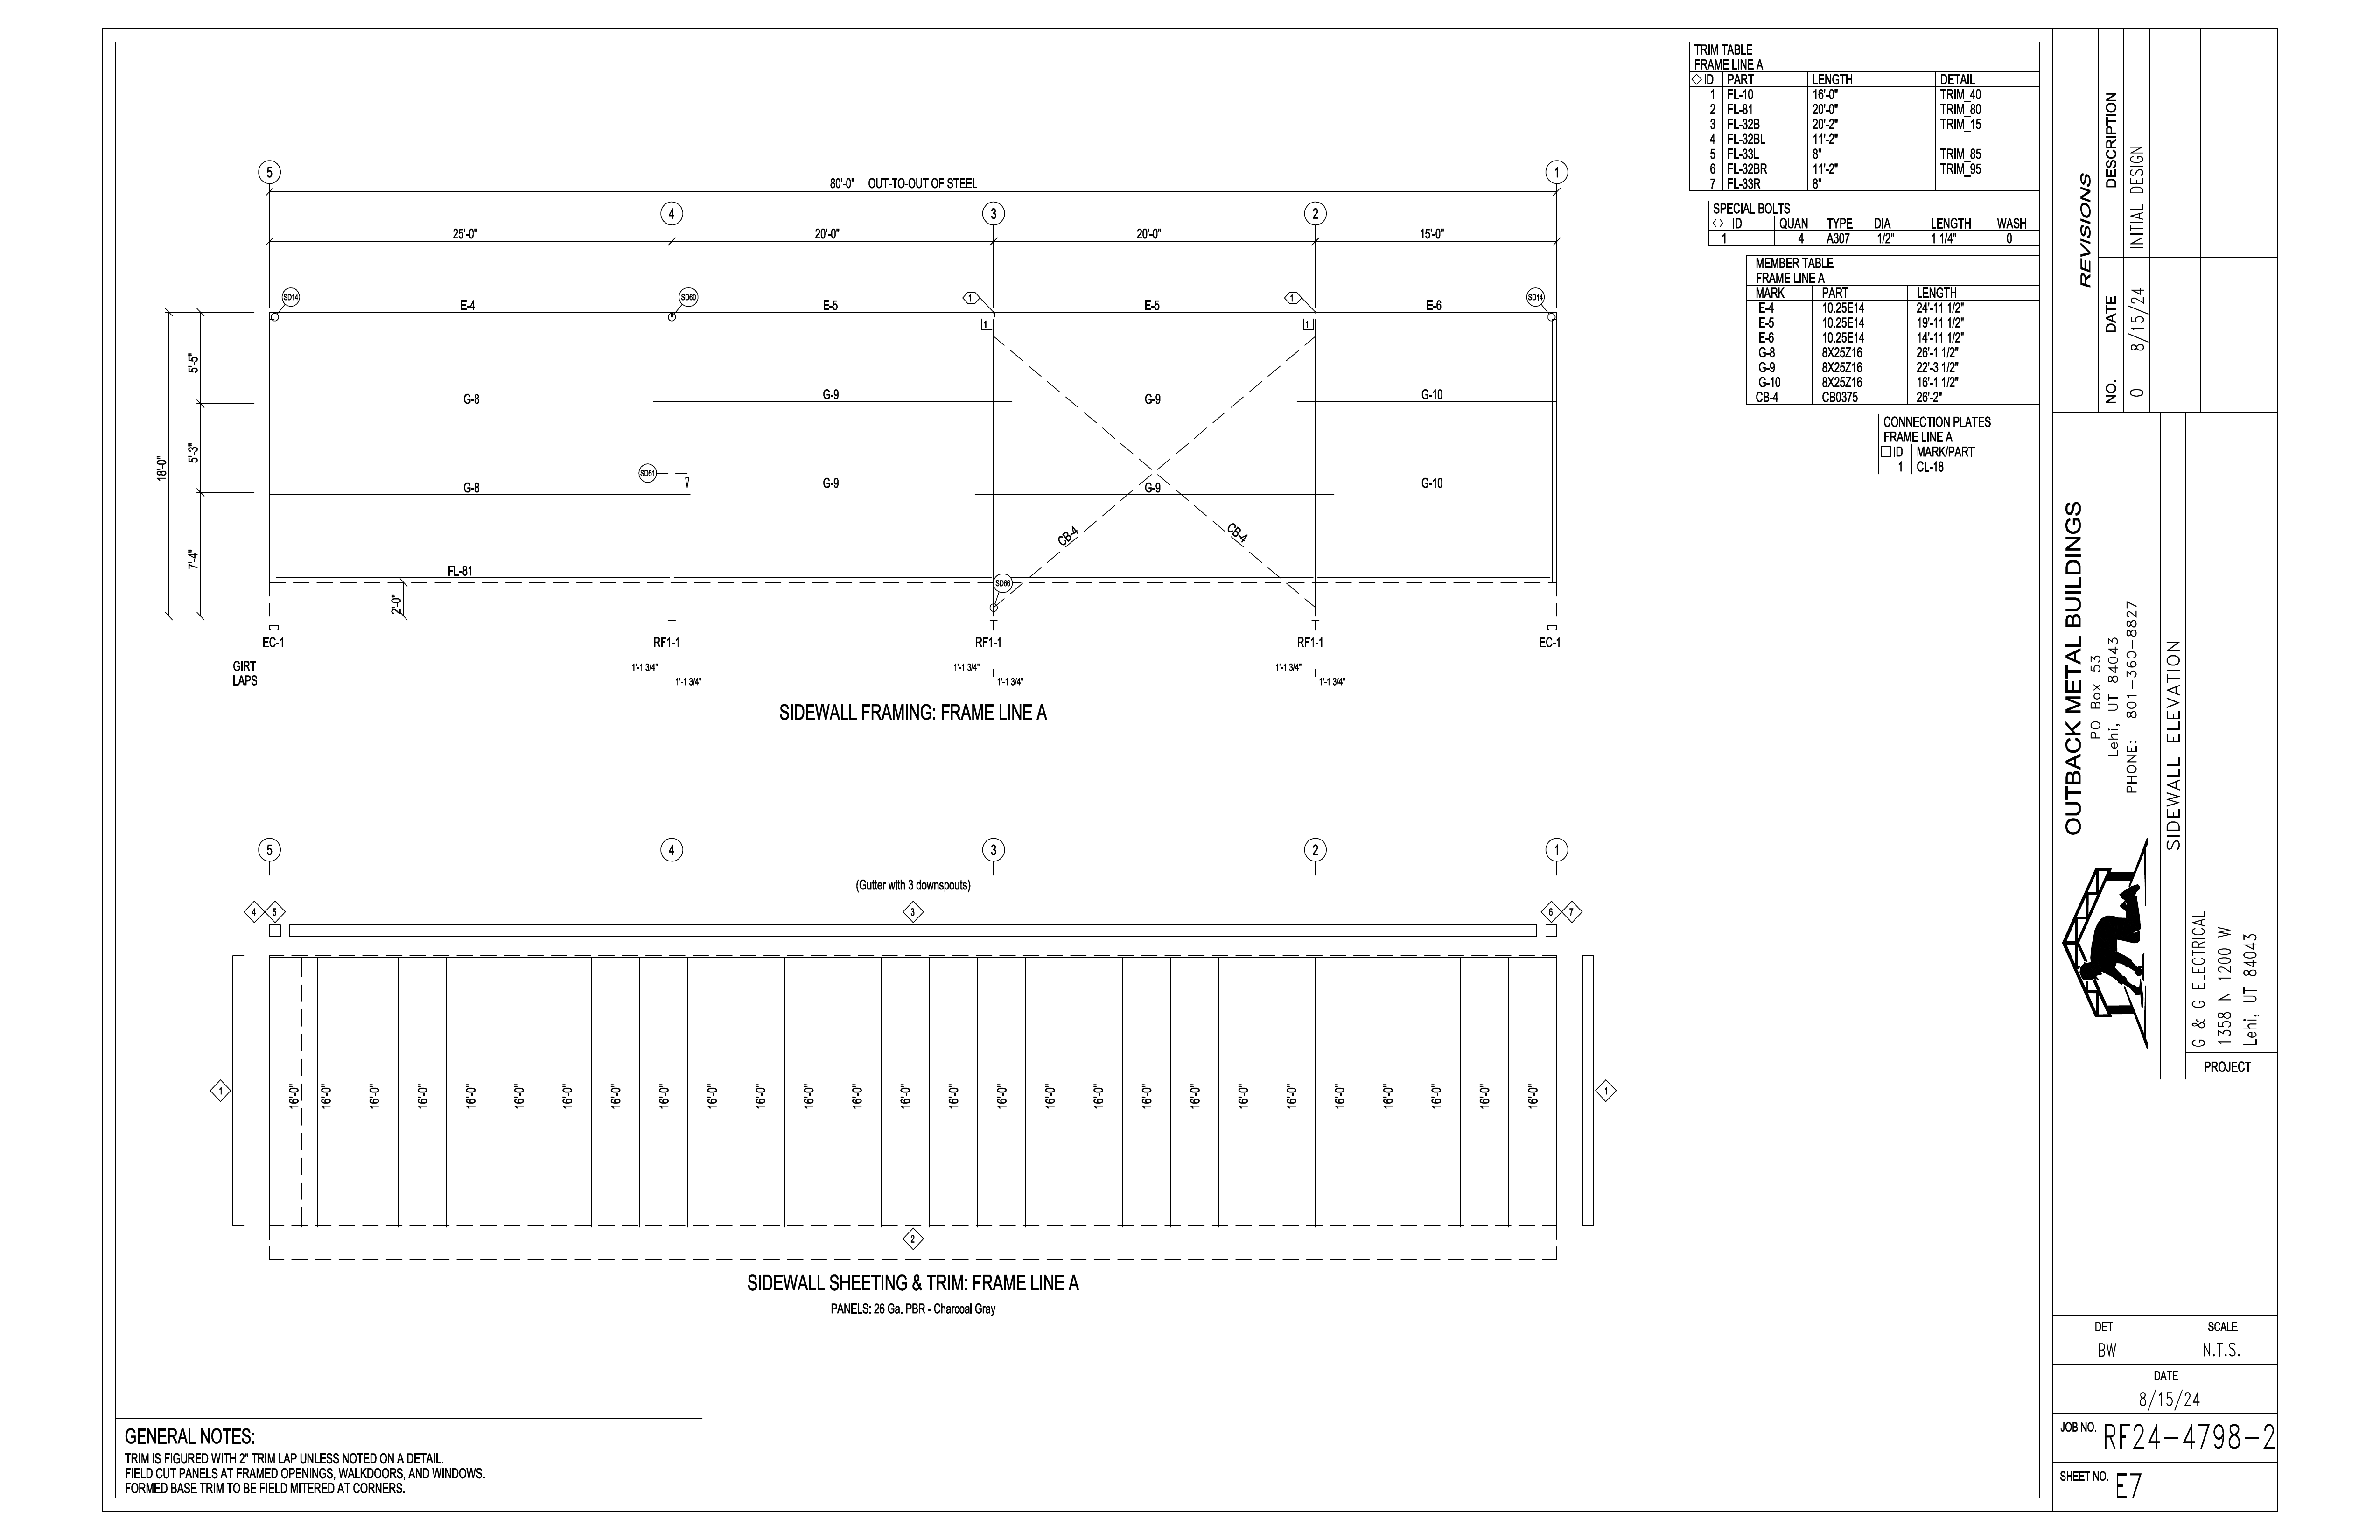 TRIM TABLE
FRAME LINE A
ID PART LENGTH DETAIL
1 FL-10 16'-0" TRIM_40
2 FL-81 20'-0" TRIM_80
3 FL-32B 20'-2" TRIM_15
4 FL-32BL 11'-2"
5 FL-33L 8" TRIM_85
6 FL-32BR 11'-2" TRIM_95
7 FL-33R 8"
SPECIAL BOLTS
ID QUAN TYPE DIA LENGTH WASH
1 4 A307 1/2" 1 1/4" 0
MEMBER TABLE
FRAME LINE A
MARK PART LENGTH
E-4 10.25E14 24'-11 1/2"
E-5 10.25E14 19'-11 1/2"
E-6 10.25E14 14'-11 1/2"
G-8 8X25Z16 26'-1 1/2"
G-9 8X25Z16 22'-3 1/2"
G-10 8X25Z16 16'-1 1/2"
CB-4 CB0375 26'-2"
CONNECTION PLATES
FRAME LINE A
ID MARK/PART
1 CL-18
5 1
80'-0" OUT-TO-OUT OF STEEL
4 3 2
25'-0" 20'-0" 20'-0" 15'-0"
SD14 SD60 1 1 SD14
E-4 E-5 E-5 E-6
1 1
5'-5"
G-8 G-9 G-9 G-10
18'-0"
5'-3"
SD51
G-8 G-9 G-9 G-10
CB-4 CB-4
7'-4"
FL-81
SD66
2'-0"
EC-1 RF1-1 RF1-1 RF1-1 EC-1
GIRT
LAPS
1'-1 3/4" 1'-1 3/4" 1'-1 3/4"
1'-1 3/4" 1'-1 3/4" 1'-1 3/4"
SIDEWALL FRAMING: FRAME LINE A
5 4 3 2 1
(Gutter with 3 downspouts)
4 5 3 6 7
1 16'-0" 16'-0" 16'-0" 16'-0" 16'-0" 16'-0" 16'-0" 16'-0" 16'-0" 16'-0" 16'-0" 16'-0" 16'-0" 16'-0" 16'-0" 16'-0" 16'-0" 16'-0" 16'-0" 16'-0" 16'-0" 16'-0" 16'-0" 16'-0" 16'-0" 16'-0" 16'-0" 1
2
SIDEWALL SHEETING & TRIM: FRAME LINE A
PANELS: 26 Ga. PBR - Charcoal Gray
GENERAL NOTES:
TRIM IS FIGURED WITH 2" TRIM LAP UNLESS NOTED ON A DETAIL.
FIELD CUT PANELS AT FRAMED OPENINGS, WALKDOORS, AND WINDOWS.
FORMED BASE TRIM TO BE FIELD MITERED AT CORNERS.
REVISIONS
NO. DATE DESCRIPTION
0 8/15/24 INITIAL DESIGN
OUTBACK METAL BUILDINGS
PO Box 53
Lehi, UT 84043
PHONE: 801-360-8827
SIDEWALL ELEVATION
G & G ELECTRICAL
1358 N 1200 W
Lehi, UT 84043
PROJECT
DET SCALE
BW N.T.S.
DATE
8/15/24
JOB NO. RF24-4798-2
SHEET NO. E7